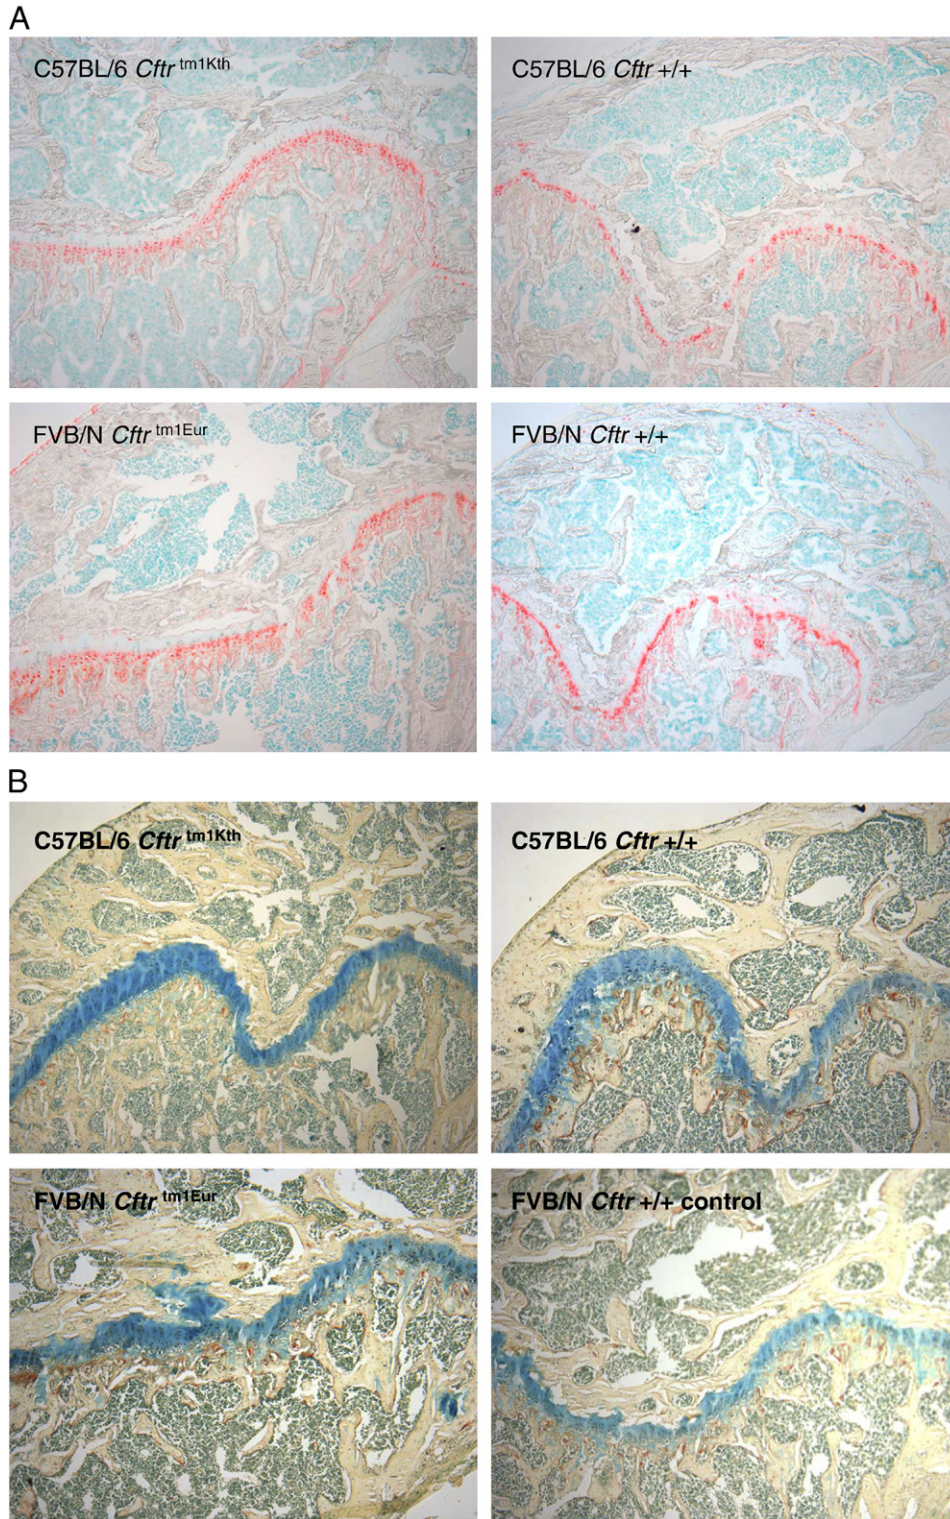 A
C57BL/6 Cftr tm1Kth
C57BL/6 Cftr +/+
FVB/N Cftr tm1Eur
FVB/N Cftr +/+
B
C57BL/6 Cftr tm1Kth
C57BL/6 Cftr +/+
FVB/N Cftr tm1Eur
FVB/N Cftr +/+ control